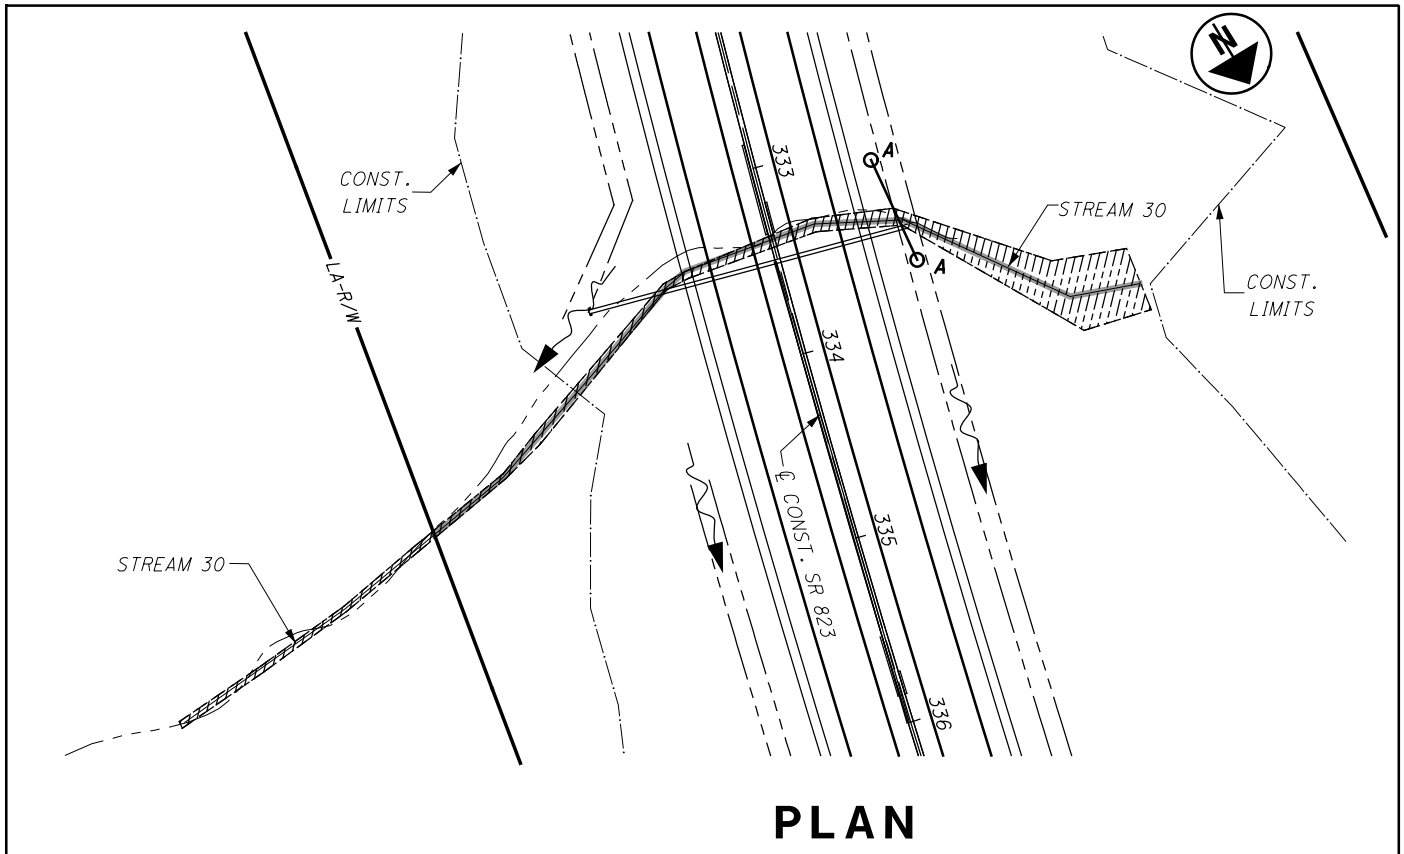 N
CONST.
LIMITS
333
A
STREAM 30
A
LA-R/W
CONST.
LIMITS
334
℄ CONST. SR 823
335
STREAM 30
336
PLAN